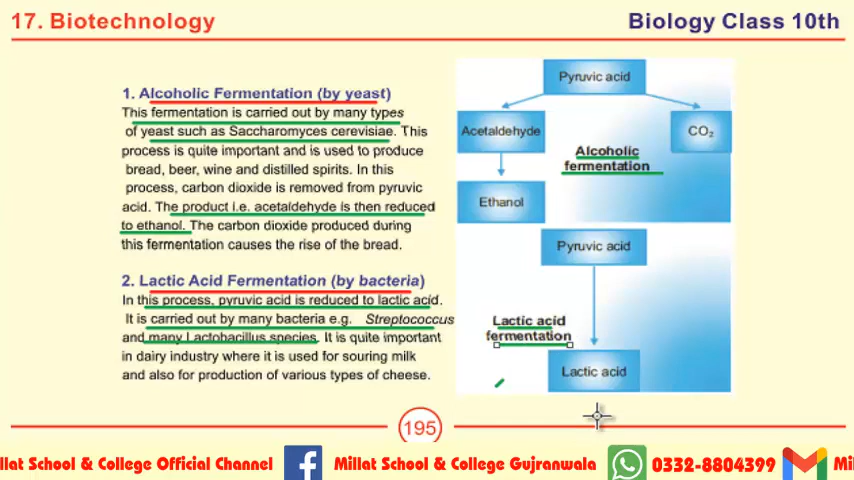 17. Biotechnology
Biology Class 10th
1. Alcoholic Fermentation (by yeast)
This fermentation is carried out by many types
of yeast such as Saccharomyces cerevisiae. This
process is quite important and is used to produce
bread, beer, wine and distilled spirits. In this
process, carbon dioxide is removed from pyruvic
acid. The product i.e. acetaldehyde is then reduced
to ethanol. The carbon dioxide produced during
this fermentation causes the rise of the bread.
2. Lactic Acid Fermentation (by bacteria)
In this process, pyruvic acid is reduced to lactic acid.
It is carried out by many bacteria e.g. Streptococcus
and many Lactobacillus species. It is quite important
in dairy industry where it is used for souring milk
and also for production of various types of cheese.
Pyruvic acid
Acetaldehyde
CO₂
Alcoholic
fermentation
Ethanol
Pyruvic acid
Lactic acid
fermentation
Lactic acid
195
llat School & College Official Channel
Millat School & College Gujranwala
0332-8804399
Mi